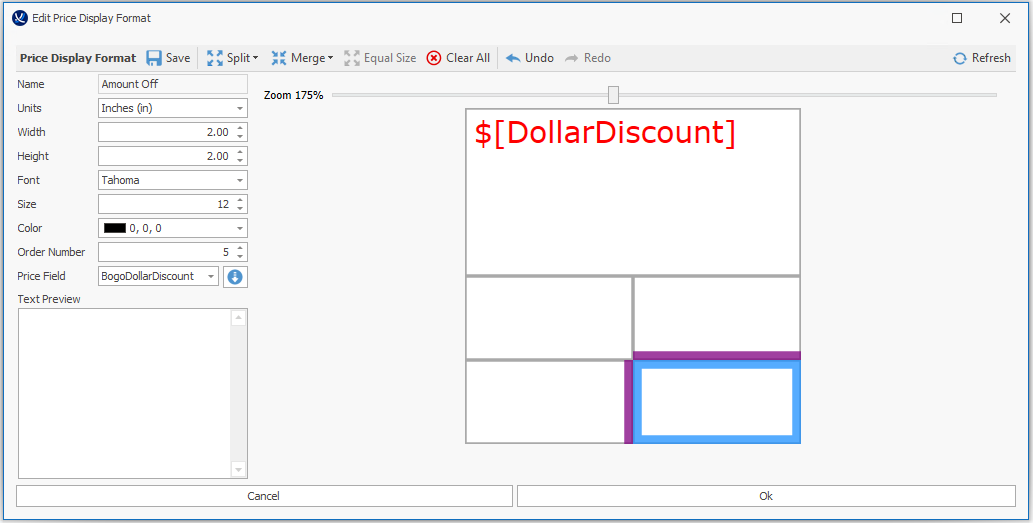 Edit Price Display Format
Price Display Format Save Split Merge Equal Size Clear All Undo Redo Refresh
Name Amount Off
Units Inches (in)
Width 2.00
Height 2.00
Font Tahoma
Size 12
Color 0, 0, 0
Order Number 5
Price Field BogoDollarDiscount
Text Preview
Zoom 175%
$[DollarDiscount]
Cancel Ok